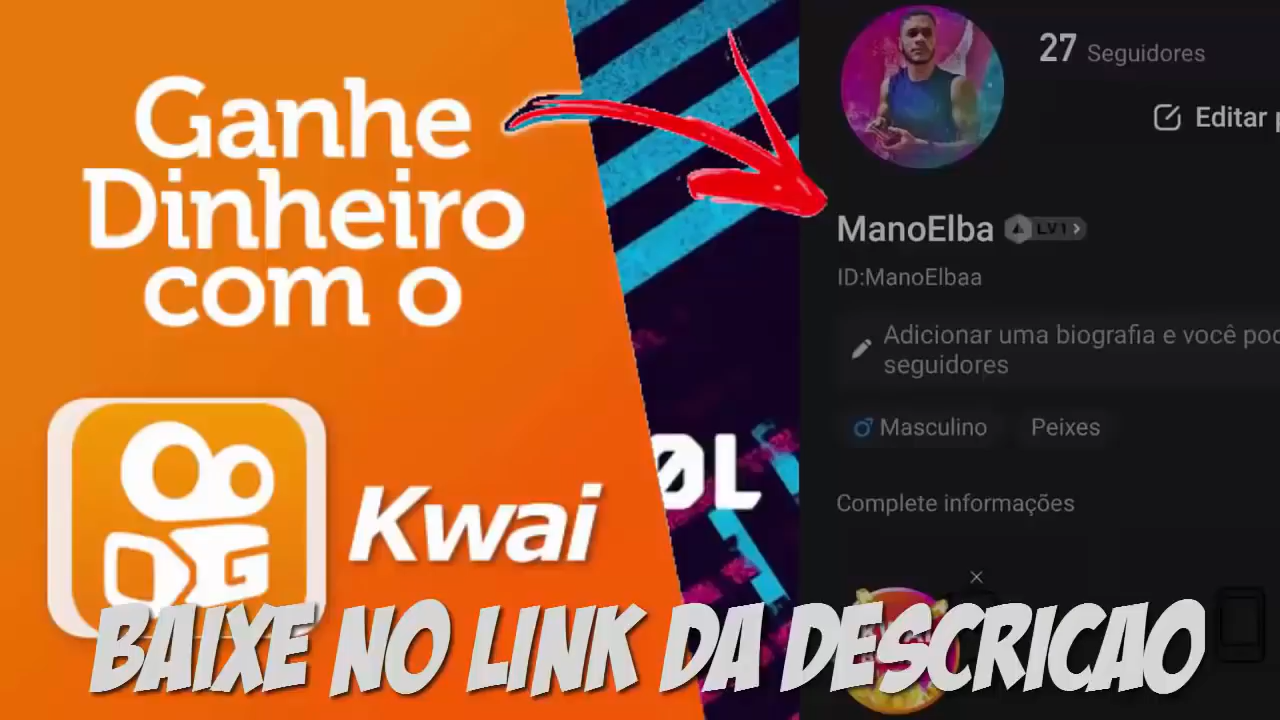 Ganhe
Dinheiro
com o
Kwai
ØL
27 Seguidores
Editar
ManoElba
LV1
ID:ManoElbaa
Adicionar uma biografia e você
seguidores
Masculino
Peixes
Complete informações
BAIXE NO LINK DA DESCRICAO